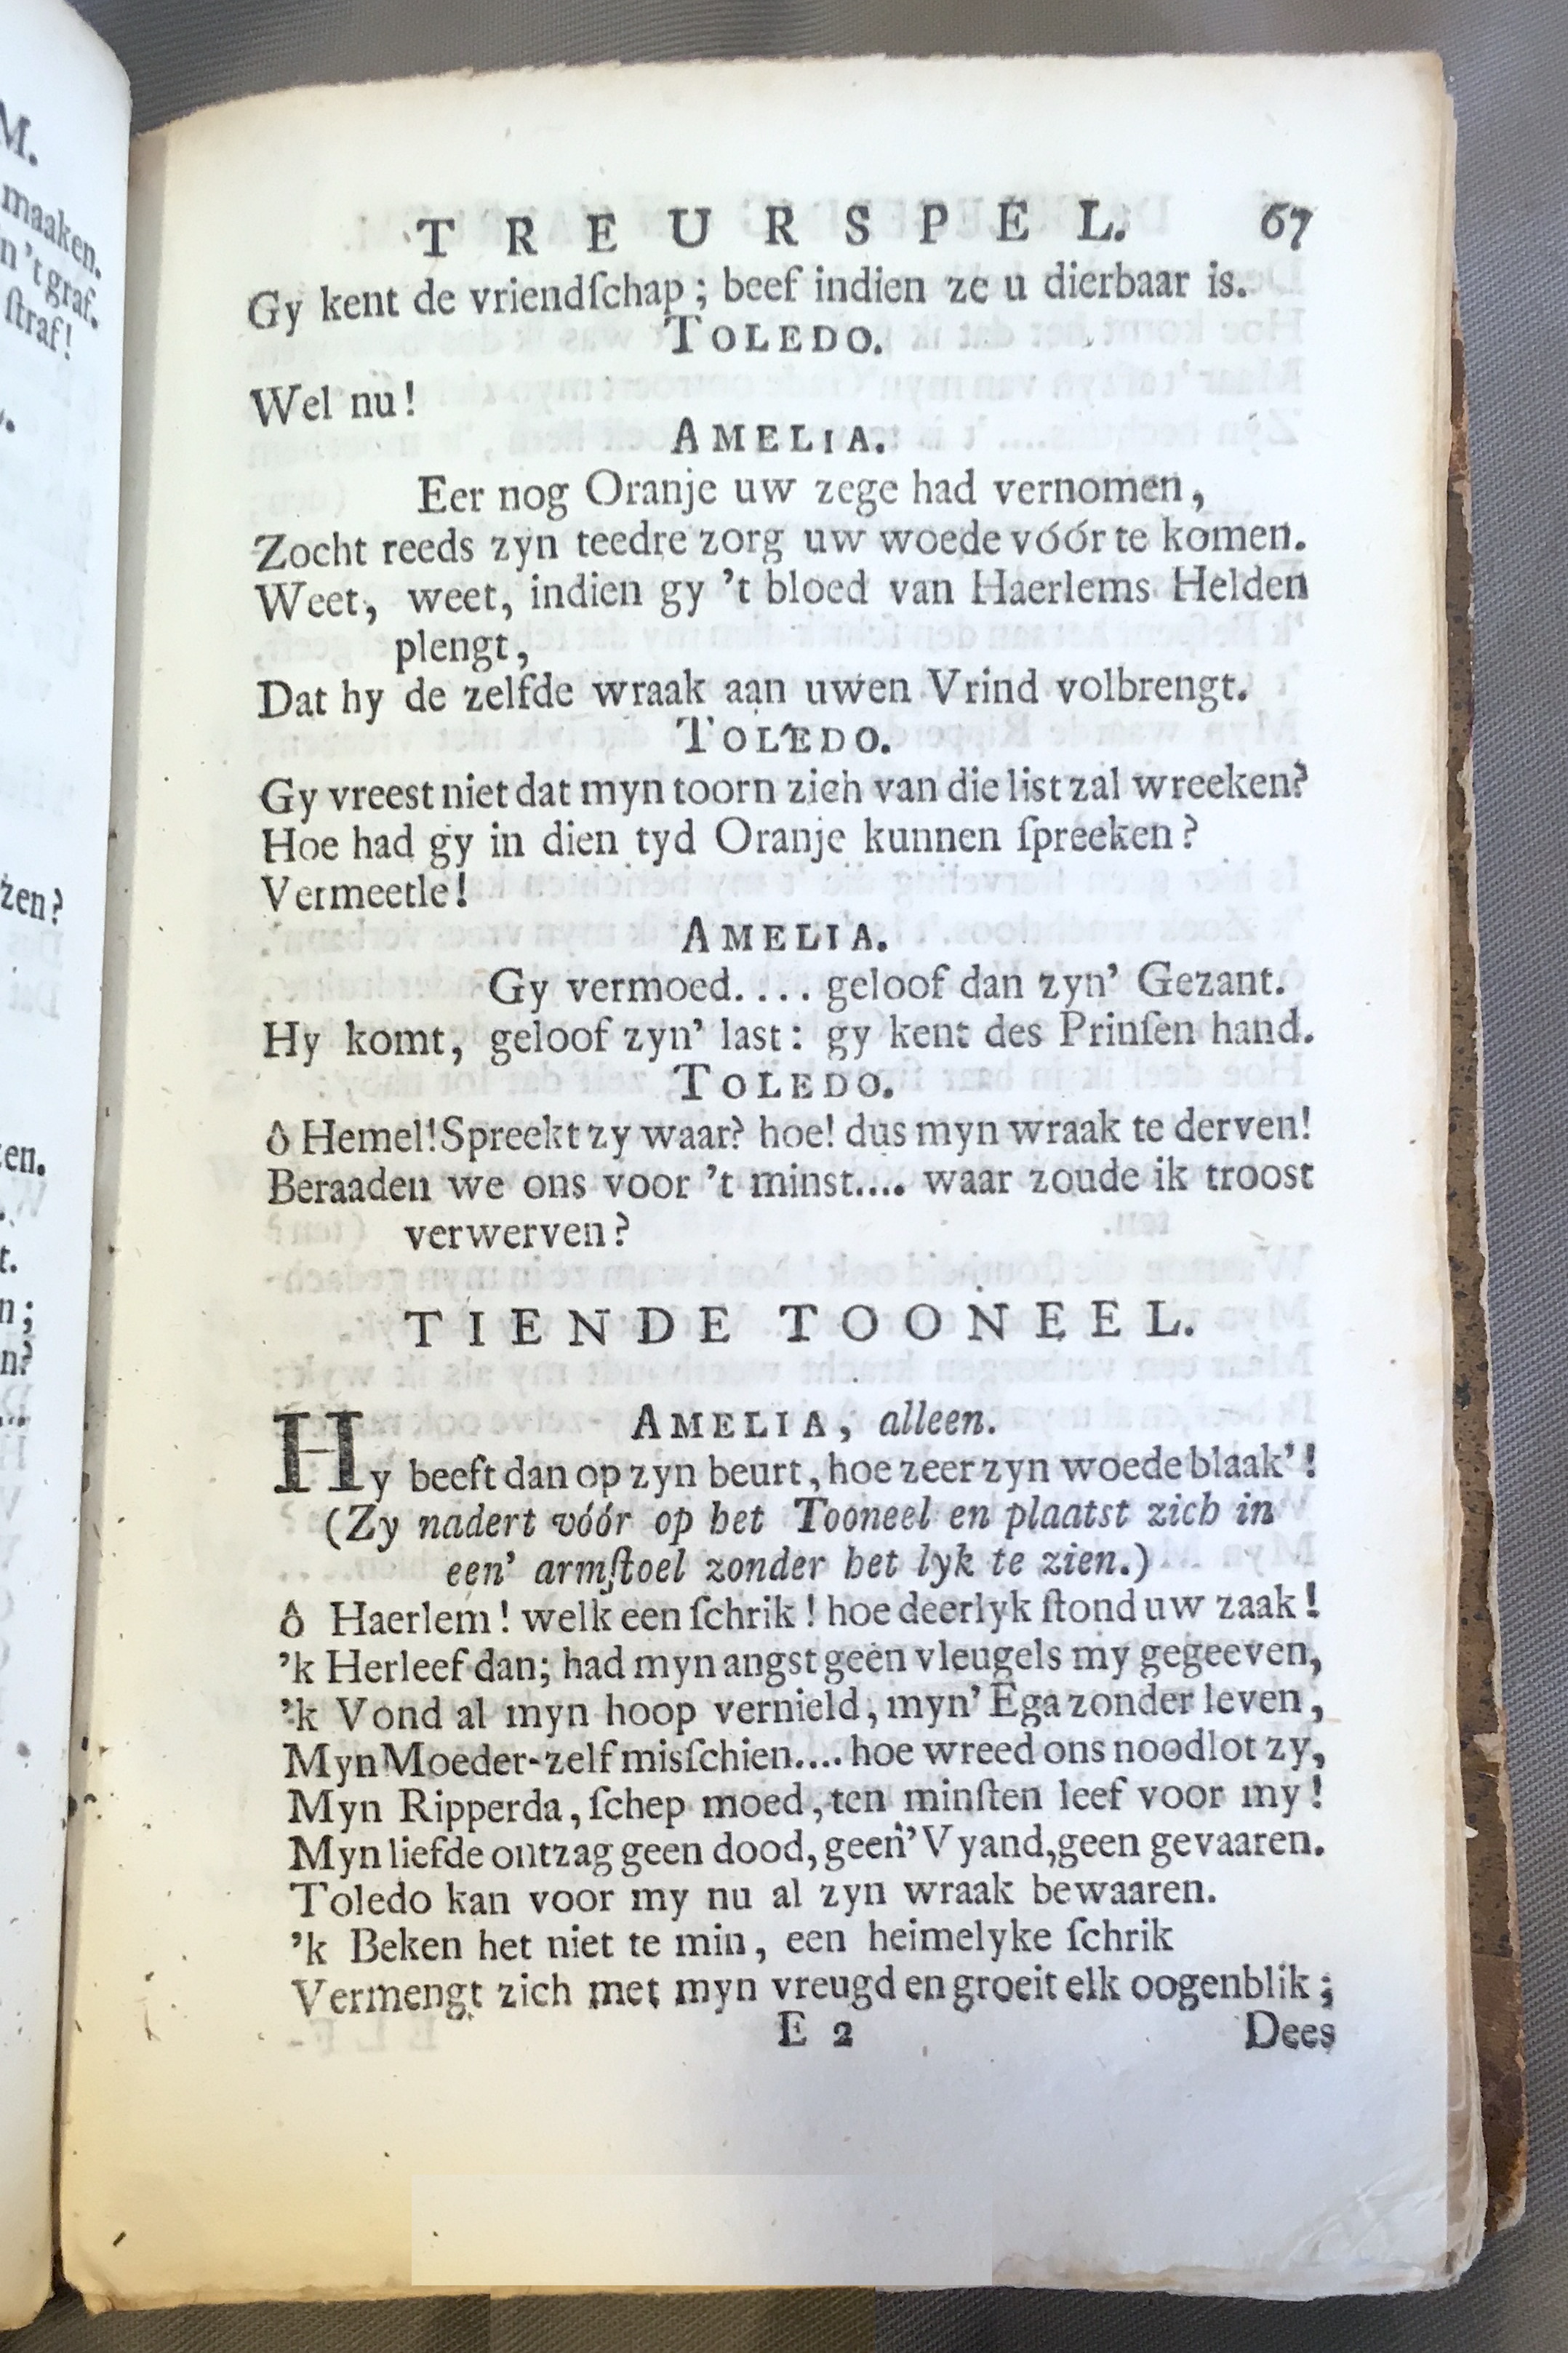 M.
maaken.
in 't graf.
ſtraf!
zen?
TREURSPEL. 67
Gy kent de vriendſchap; beef indien ze u dierbaar is.
TOLEDO.
Wel nu!
AMELIA.
Eer nog Oranje uw zege had vernomen,
Zocht reeds zyn teedre zorg uw woede vóór te komen.
Weet, weet, indien gy 't bloed van Haerlems Helden
plengt,
Dat hy de zelfde wraak aan uwen Vrind volbrengt.
TOLEDO.
Gy vreest niet dat myn toorn zich van die list zal wreeken?
Hoe had gy in dien tyd Oranje kunnen ſpreeken?
Vermeetle!
AMELIA.
Gy vermoed.... geloof dan zyn' Gezant.
Hy komt, geloof zyn' last: gy kent des Prinſen hand.
TOLEDO.
ô Hemel! Spreekt zy waar? hoe! dus myn wraak te derven!
Beraaden we ons voor 't minst.... waar zoude ik troost
verwerven?
TIENDE TOONEEL.
AMELIA, alleen.
Hy beeft dan op zyn beurt, hoe zeer zyn woede blaak'!
(Zy nadert vóór op het Tooneel en plaatst zich in
een' armſtoel zonder het lyk te zien.)
ô Haerlem! welk een ſchrik! hoe deerlyk ſtond uw zaak!
'k Herleef dan; had myn angst geen vleugels my gegeeven,
'k Vond al myn hoop vernield, myn' Ega zonder leven,
Myn Moeder-zelf misſchien.... hoe wreed ons noodlot zy,
Myn Ripperda, ſchep moed, ten minſten leef voor my!
Myn liefde ontzag geen dood, geen' Vyand, geen gevaaren.
Toledo kan voor my nu al zyn wraak bewaaren.
'k Beken het niet te min, een heimelyke ſchrik
Vermengt zich met myn vreugd en groeit elk oogenblik;
E 2 Dees